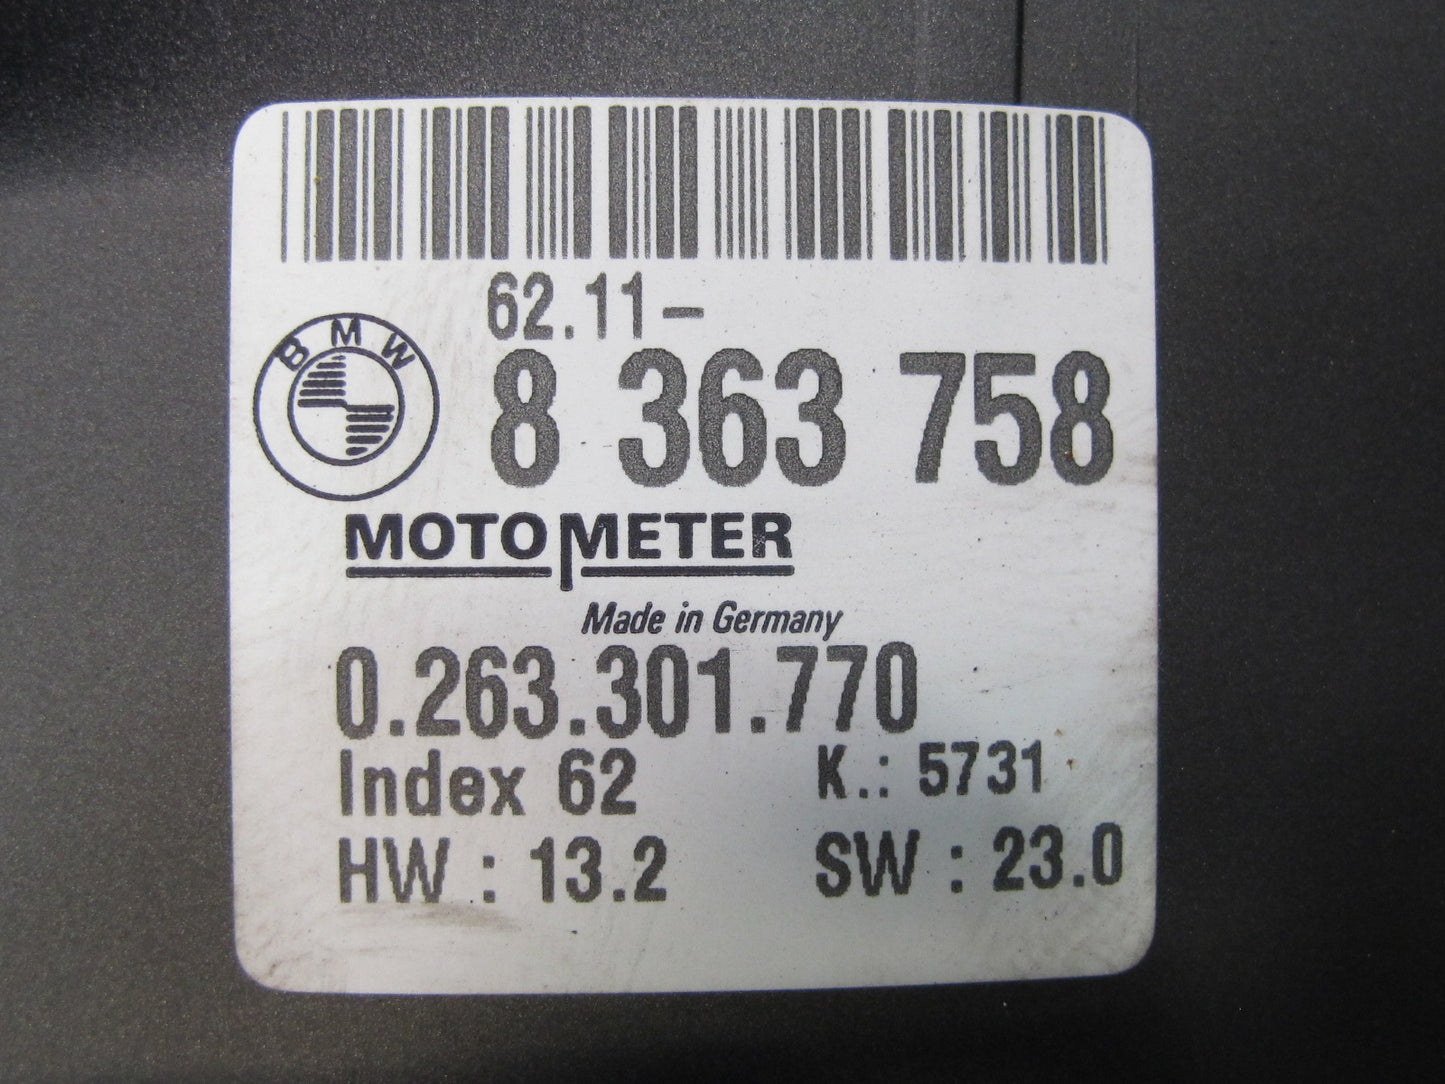 62.11-
BMW
8 363 758
MOTOMETER
Made in Germany
0.263.301.770
Index 62 K.: 5731
HW : 13.2 SW : 23.0